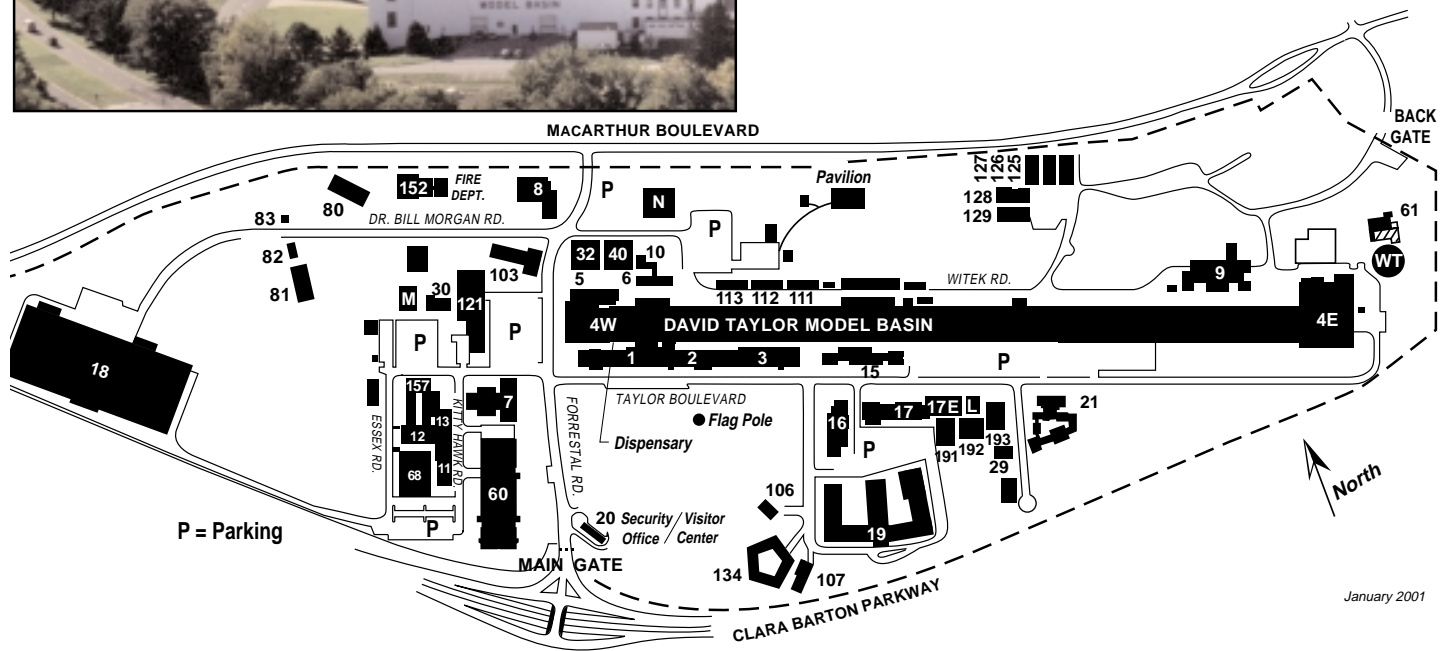 MODEL BASIN
MACARTHUR BOULEVARD
BACK
GATE
127
126
125
Pavilion
152
FIRE
DEPT.
8
P
N
80
128
129
83
DR. BILL MORGAN RD.
61
P
82
103
32
40
10
WT
81
M
30
121
5
6
113
112
111
WITEK RD.
9
18
P
P
4W
DAVID TAYLOR MODEL BASIN
4E
1
2
3
15
P
157
7
TAYLOR BOULEVARD
17
17E
L
21
ESSEX RD.
12
13
KITTY HAWK RD.
FORRESTAL RD.
Flag Pole
16
Dispensary
P
191
192
193
29
68
11
60
North
P = Parking
P
20
Security / Visitor
Office / Center
106
19
MAIN GATE
134
107
CLARA BARTON PARKWAY
January 2001